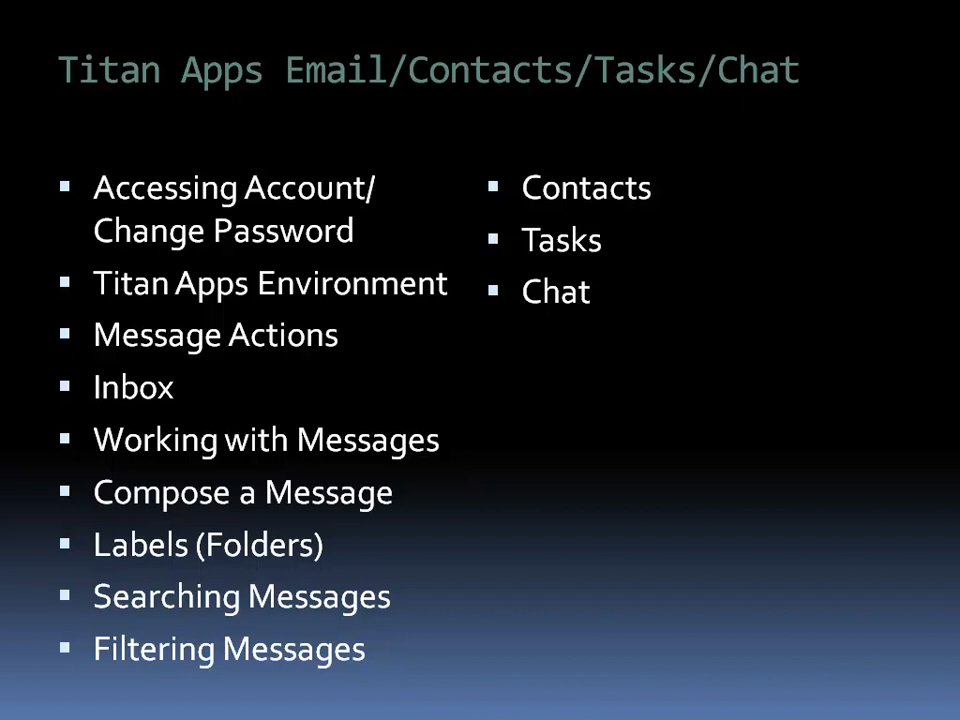 Titan Apps Email/Contacts/Tasks/Chat
▪ Accessing Account/
Change Password
▪ Titan Apps Environment
▪ Message Actions
▪ Inbox
▪ Working with Messages
▪ Compose a Message
▪ Labels (Folders)
▪ Searching Messages
▪ Filtering Messages
▪ Contacts
▪ Tasks
▪ Chat